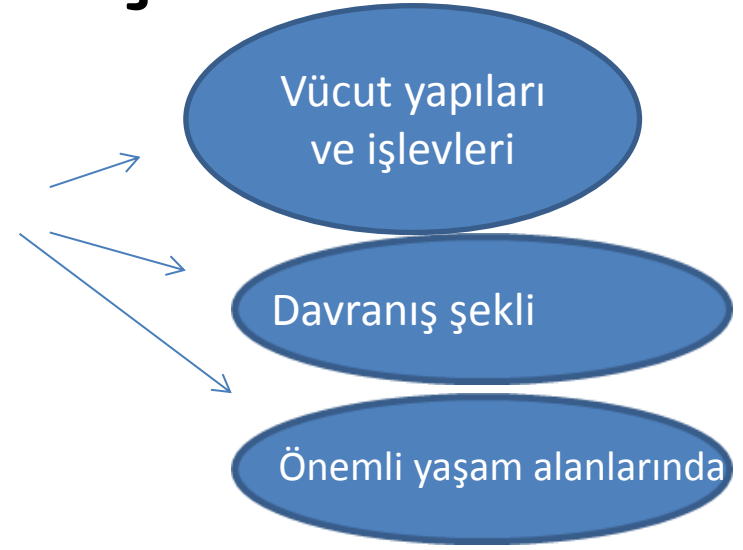 Vücut yapıları
ve işlevleri
Davranış şekli
Önemli yaşam alanlarında